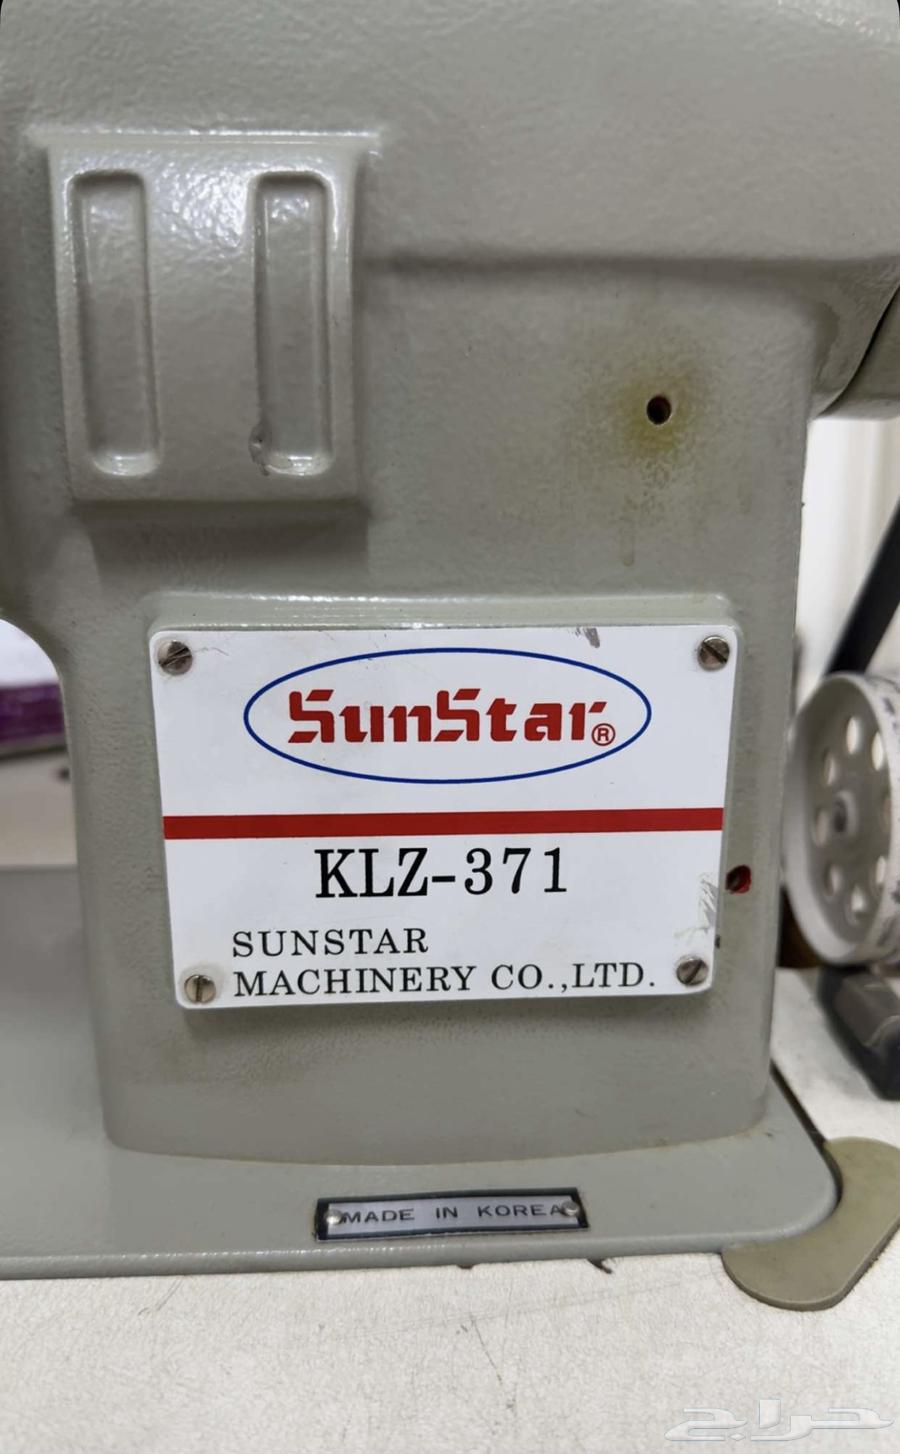 SunStar®
KLZ-371
SUNSTAR
MACHINERY CO.,LTD.
MADE IN KOREA
حراج